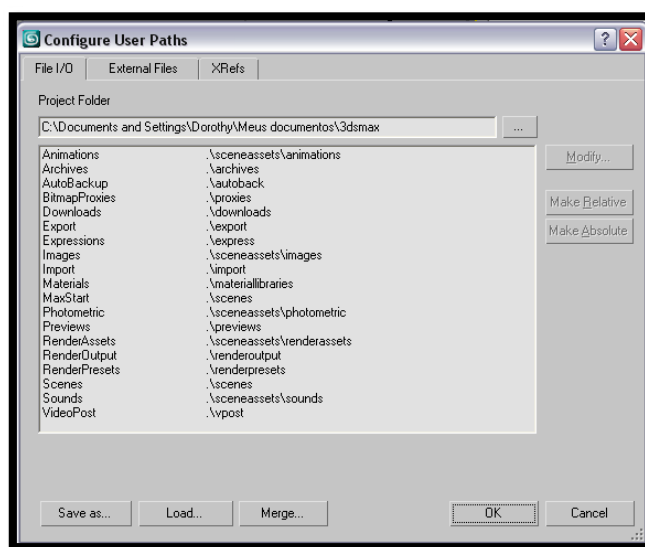 Configure User Paths
File I/O External Files XRefs
Project Folder
C:\Documents and Settings\Dorothy\Meus documentos\3dsmax ...
Animations .\sceneassets\animations
Archives .\archives
AutoBackup .\autoback
BitmapProxies .\proxies
Downloads .\downloads
Export .\export
Expressions .\express
Images .\sceneassets\images
Import .\import
Materials .\materiallibraries
MaxStart .\scenes
Photometric .\sceneassets\photometric
Previews .\previews
RenderAssets .\sceneassets\renderassets
RenderOutput .\renderoutput
RenderPresets .\renderpresets
Scenes .\scenes
Sounds .\sceneassets\sounds
VideoPost .\vpost
Modify...
Make Relative
Make Absolute
Save as... Load... Merge... OK Cancel